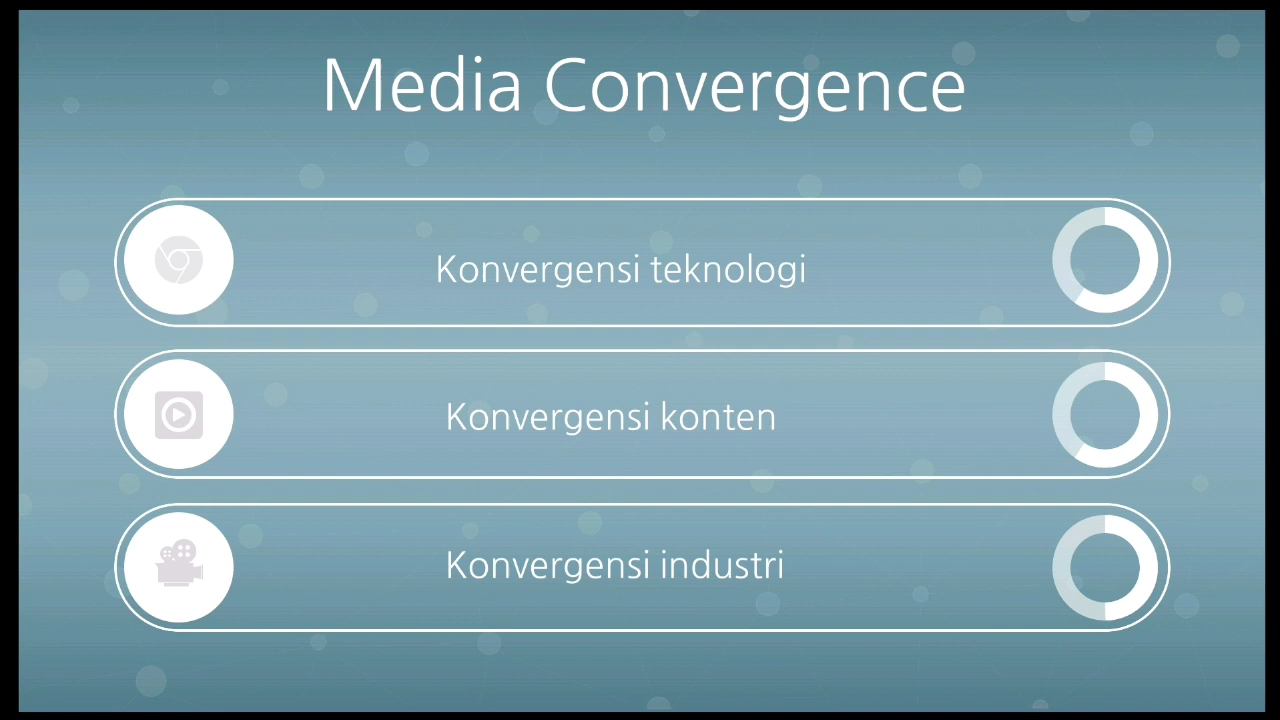 Media Convergence
Konvergensi teknologi
Konvergensi konten
Konvergensi industri